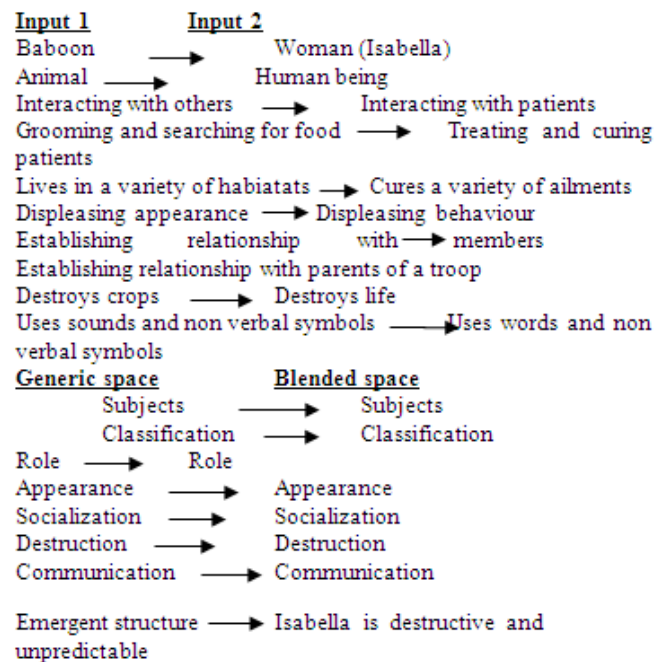 Input 1 Input 2
Baboon → Woman (Isabella)
Animal → Human being
Interacting with others → Interacting with patients
Grooming and searching for food → Treating and curing
patients
Lives in a variety of habiatats → Cures a variety of ailments
Displeasing appearance → Displeasing behaviour
Establishing relationship with → members
Establishing relationship with parents of a troop
Destroys crops → Destroys life
Uses sounds and non verbal symbols → Uses words and non
verbal symbols
Generic space Blended space
Subjects → Subjects
Classification → Classification
Role → Role
Appearance → Appearance
Socialization → Socialization
Destruction → Destruction
Communication → Communication
Emergent structure → Isabella is destructive and
unpredictable